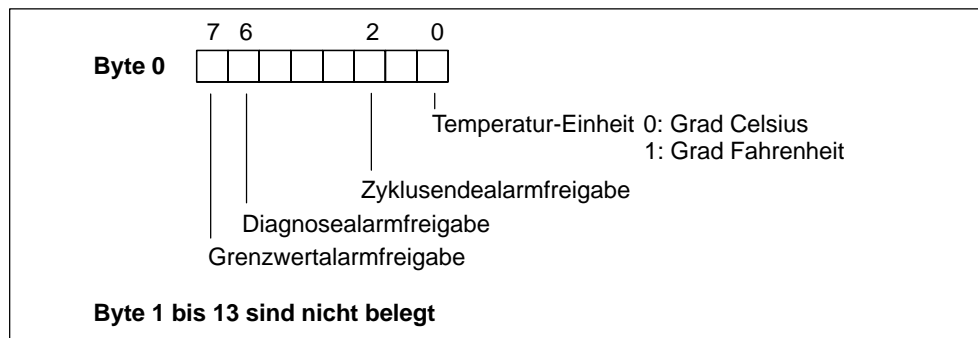 7 6 2 0
Byte 0
Temperatur-Einheit 0: Grad Celsius
1: Grad Fahrenheit
Zyklusendealarmfreigabe
Diagnosealarmfreigabe
Grenzwertalarmfreigabe
Byte 1 bis 13 sind nicht belegt